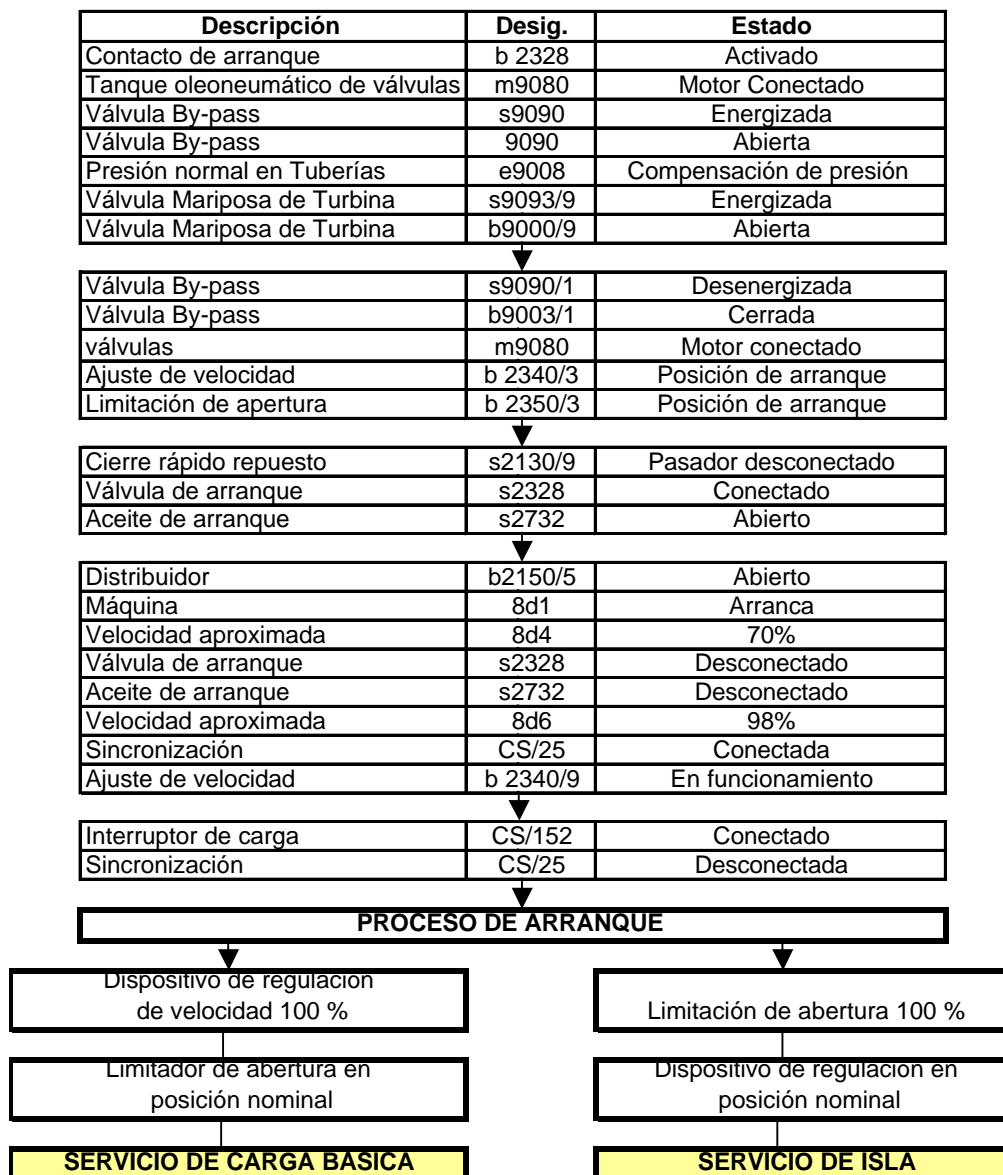 Descripción Desig. Estado
Contacto de arranque b 2328 Activado
Tanque oleoneumático de válvulas m9080 Motor Conectado
Válvula By-pass s9090 Energizada
Válvula By-pass 9090 Abierta
Presión normal en Tuberías e9008 Compensación de presión
Válvula Mariposa de Turbina s9093/9 Energizada
Válvula Mariposa de Turbina b9000/9 Abierta
Válvula By-pass s9090/1 Desenergizada
Válvula By-pass b9003/1 Cerrada
válvulas m9080 Motor conectado
Ajuste de velocidad b 2340/3 Posición de arranque
Limitación de apertura b 2350/3 Posición de arranque
Cierre rápido repuesto s2130/9 Pasador desconectado
Válvula de arranque s2328 Conectado
Aceite de arranque s2732 Abierto
Distribuidor b2150/5 Abierto
Máquina 8d1 Arranca
Velocidad aproximada 8d4 70%
Válvula de arranque s2328 Desconectado
Aceite de arranque s2732 Desconectado
Velocidad aproximada 8d6 98%
Sincronización CS/25 Conectada
Ajuste de velocidad b 2340/9 En funcionamiento
Interruptor de carga CS/152 Conectado
Sincronización CS/25 Desconectada
PROCESO DE ARRANQUE
Dispositivo de regulación
de velocidad 100 %
Limitación de abertura 100 %
Limitador de abertura en
posición nominal
Dispositivo de regulación en
posición nominal
SERVICIO DE CARGA BASICA
SERVICIO DE ISLA